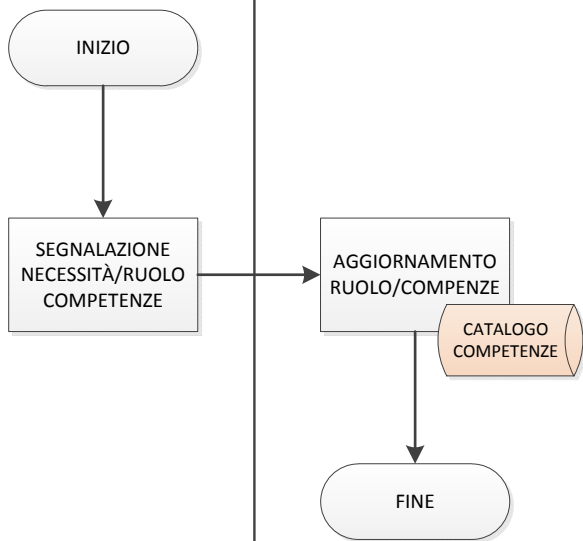 INIZIO
SEGNALAZIONE
NECESSITÀ/RUOLO
COMPETENZE
AGGIORNAMENTO
RUOLO/COMPENZE
CATALOGO
COMPETENZE
FINE